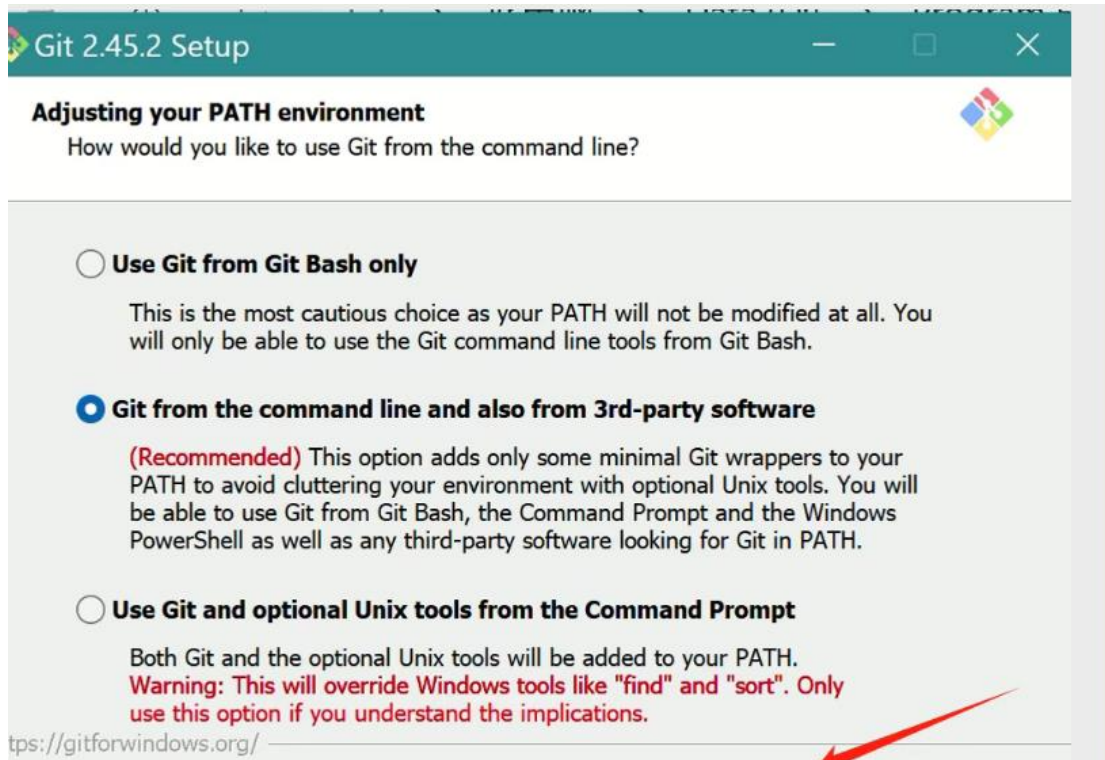 Git 2.45.2 Setup
Adjusting your PATH environment
How would you like to use Git from the command line?
Use Git from Git Bash only
This is the most cautious choice as your PATH will not be modified at all. You
will only be able to use the Git command line tools from Git Bash.
Git from the command line and also from 3rd-party software
(Recommended) This option adds only some minimal Git wrappers to your
PATH to avoid cluttering your environment with optional Unix tools. You will
be able to use Git from Git Bash, the Command Prompt and the Windows
PowerShell as well as any third-party software looking for Git in PATH.
Use Git and optional Unix tools from the Command Prompt
Both Git and the optional Unix tools will be added to your PATH.
Warning: This will override Windows tools like "find" and "sort". Only
use this option if you understand the implications.
tps://gitforwindows.org/